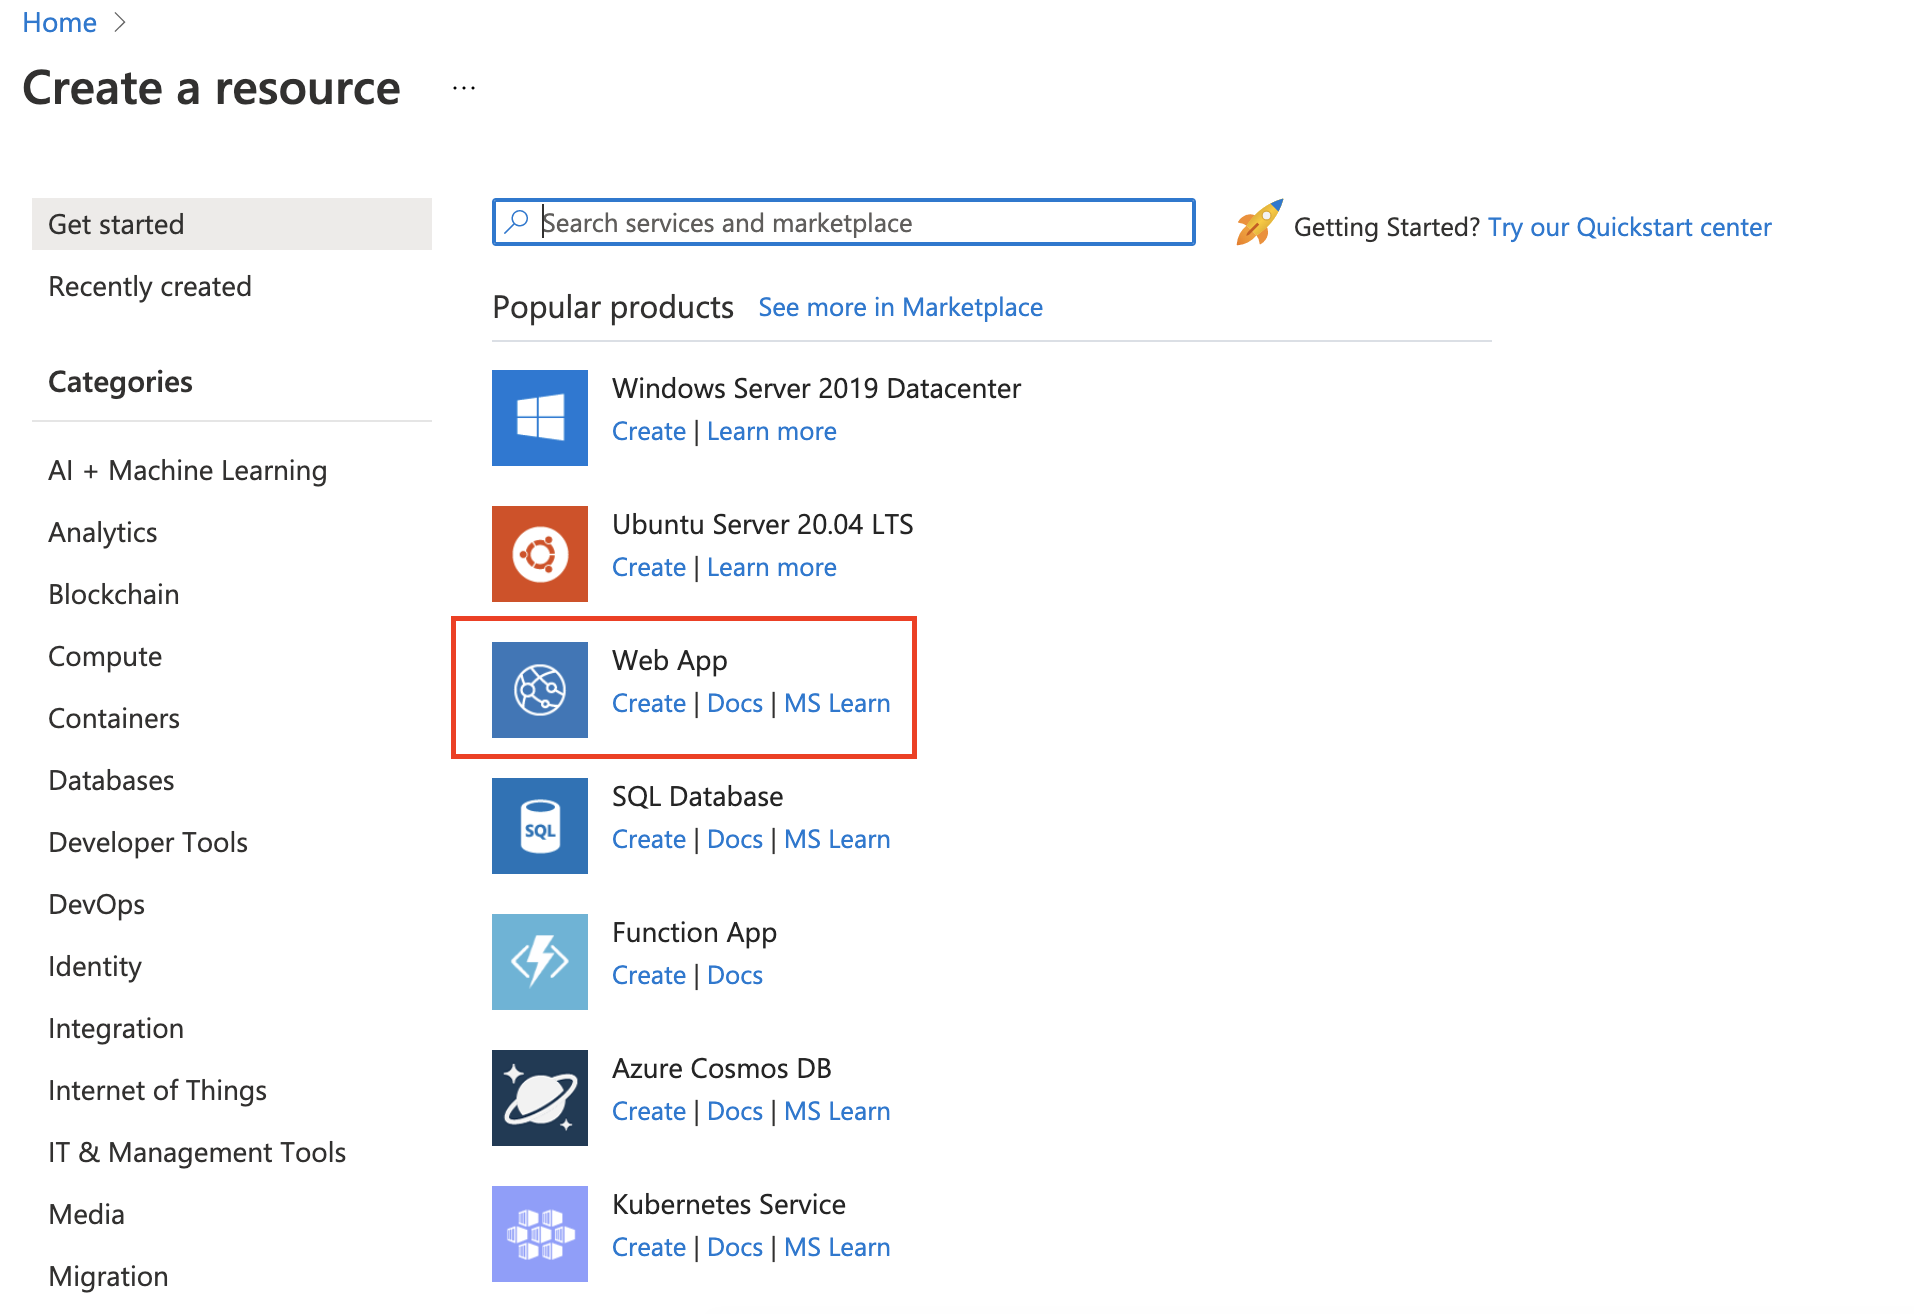 Home >
Create a resource ...
Get started
Recently created
Categories
AI + Machine Learning
Analytics
Blockchain
Compute
Containers
Databases
Developer Tools
DevOps
Identity
Integration
Internet of Things
IT & Management Tools
Media
Migration
Search services and marketplace
Getting Started? Try our Quickstart center
Popular products See more in Marketplace
Windows Server 2019 Datacenter
Create | Learn more
Ubuntu Server 20.04 LTS
Create | Learn more
Web App
Create | Docs | MS Learn
SQL
SQL Database
Create | Docs | MS Learn
Function App
Create | Docs
Azure Cosmos DB
Create | Docs | MS Learn
Kubernetes Service
Create | Docs | MS Learn